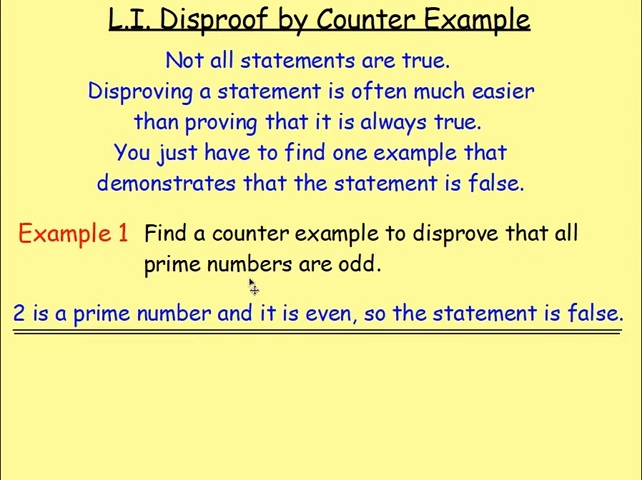 L.I. Disproof by Counter Example
Not all statements are true.
Disproving a statement is often much easier
than proving that it is always true.
You just have to find one example that
demonstrates that the statement is false.
Example 1 Find a counter example to disprove that all
prime numbers are odd.
2 is a prime number and it is even, so the statement is false.